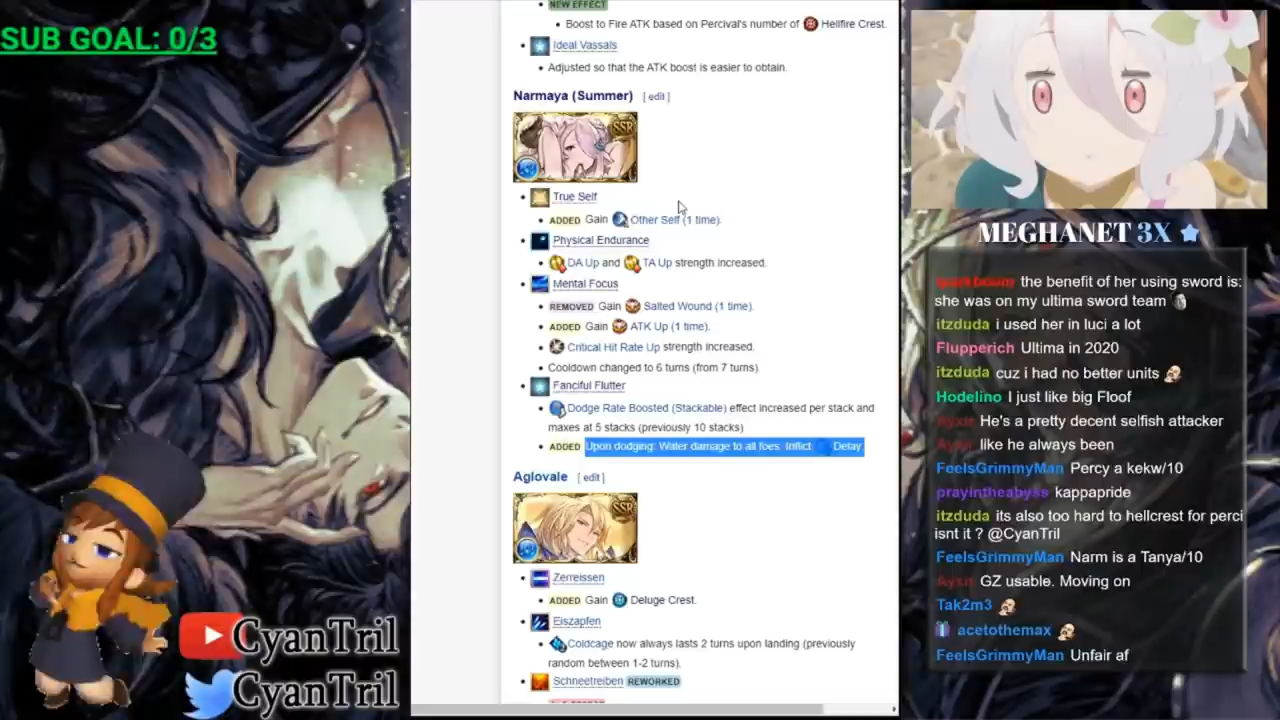 SUB GOAL: 0/3
NEW EFFECT
Boost to Fire ATK based on Percival's number of Hellfire Crest.
Ideal Vassals
Adjusted so that the ATK boost is easier to obtain.
Narmaya (Summer) [ edit ]
SSR
True Self
ADDED Gain Other Self (1 time).
Physical Endurance
DA Up and TA Up strength increased.
Mental Focus
REMOVED Gain Salted Wound (1 time).
ADDED Gain ATK Up (1 time).
Critical Hit Rate Up strength increased.
Cooldown changed to 6 turns (from 7 turns).
Fanciful Flutter
Dodge Rate Boosted (Stackable) effect increased per stack and
maxes at 5 stacks (previously 10 stacks)
ADDED Upon dodging: Water damage to all foes. Inflict Delay.
Aglovale [ edit ]
SSR
Zerreissen
ADDED Gain Deluge Crest.
Eiszapfen
Coldcage now always lasts 2 turns upon landing (previously
random between 1-2 turns).
Schneetreiben REWORKED
CyanTril
CyanTril
MEGHANET 3X
the benefit of her using sword is:
she was on my ultima sword team
itzduda i used her in luci a lot
Flupperich Ultima in 2020
itzduda cuz i had no better units
Hodelino I just like big Floof
He's a pretty decent selfish attacker
like he always been
FeelsGrimmyMan Percy a kekw/10
prayintheabyss kappapride
itzduda its also too hard to hellcrest for perci
isnt it ? @CyanTril
FeelsGrimmyMan Narm is a Tanya/10
GZ usable. Moving on
Tak2m3
acetothemax
FeelsGrimmyMan Unfair af